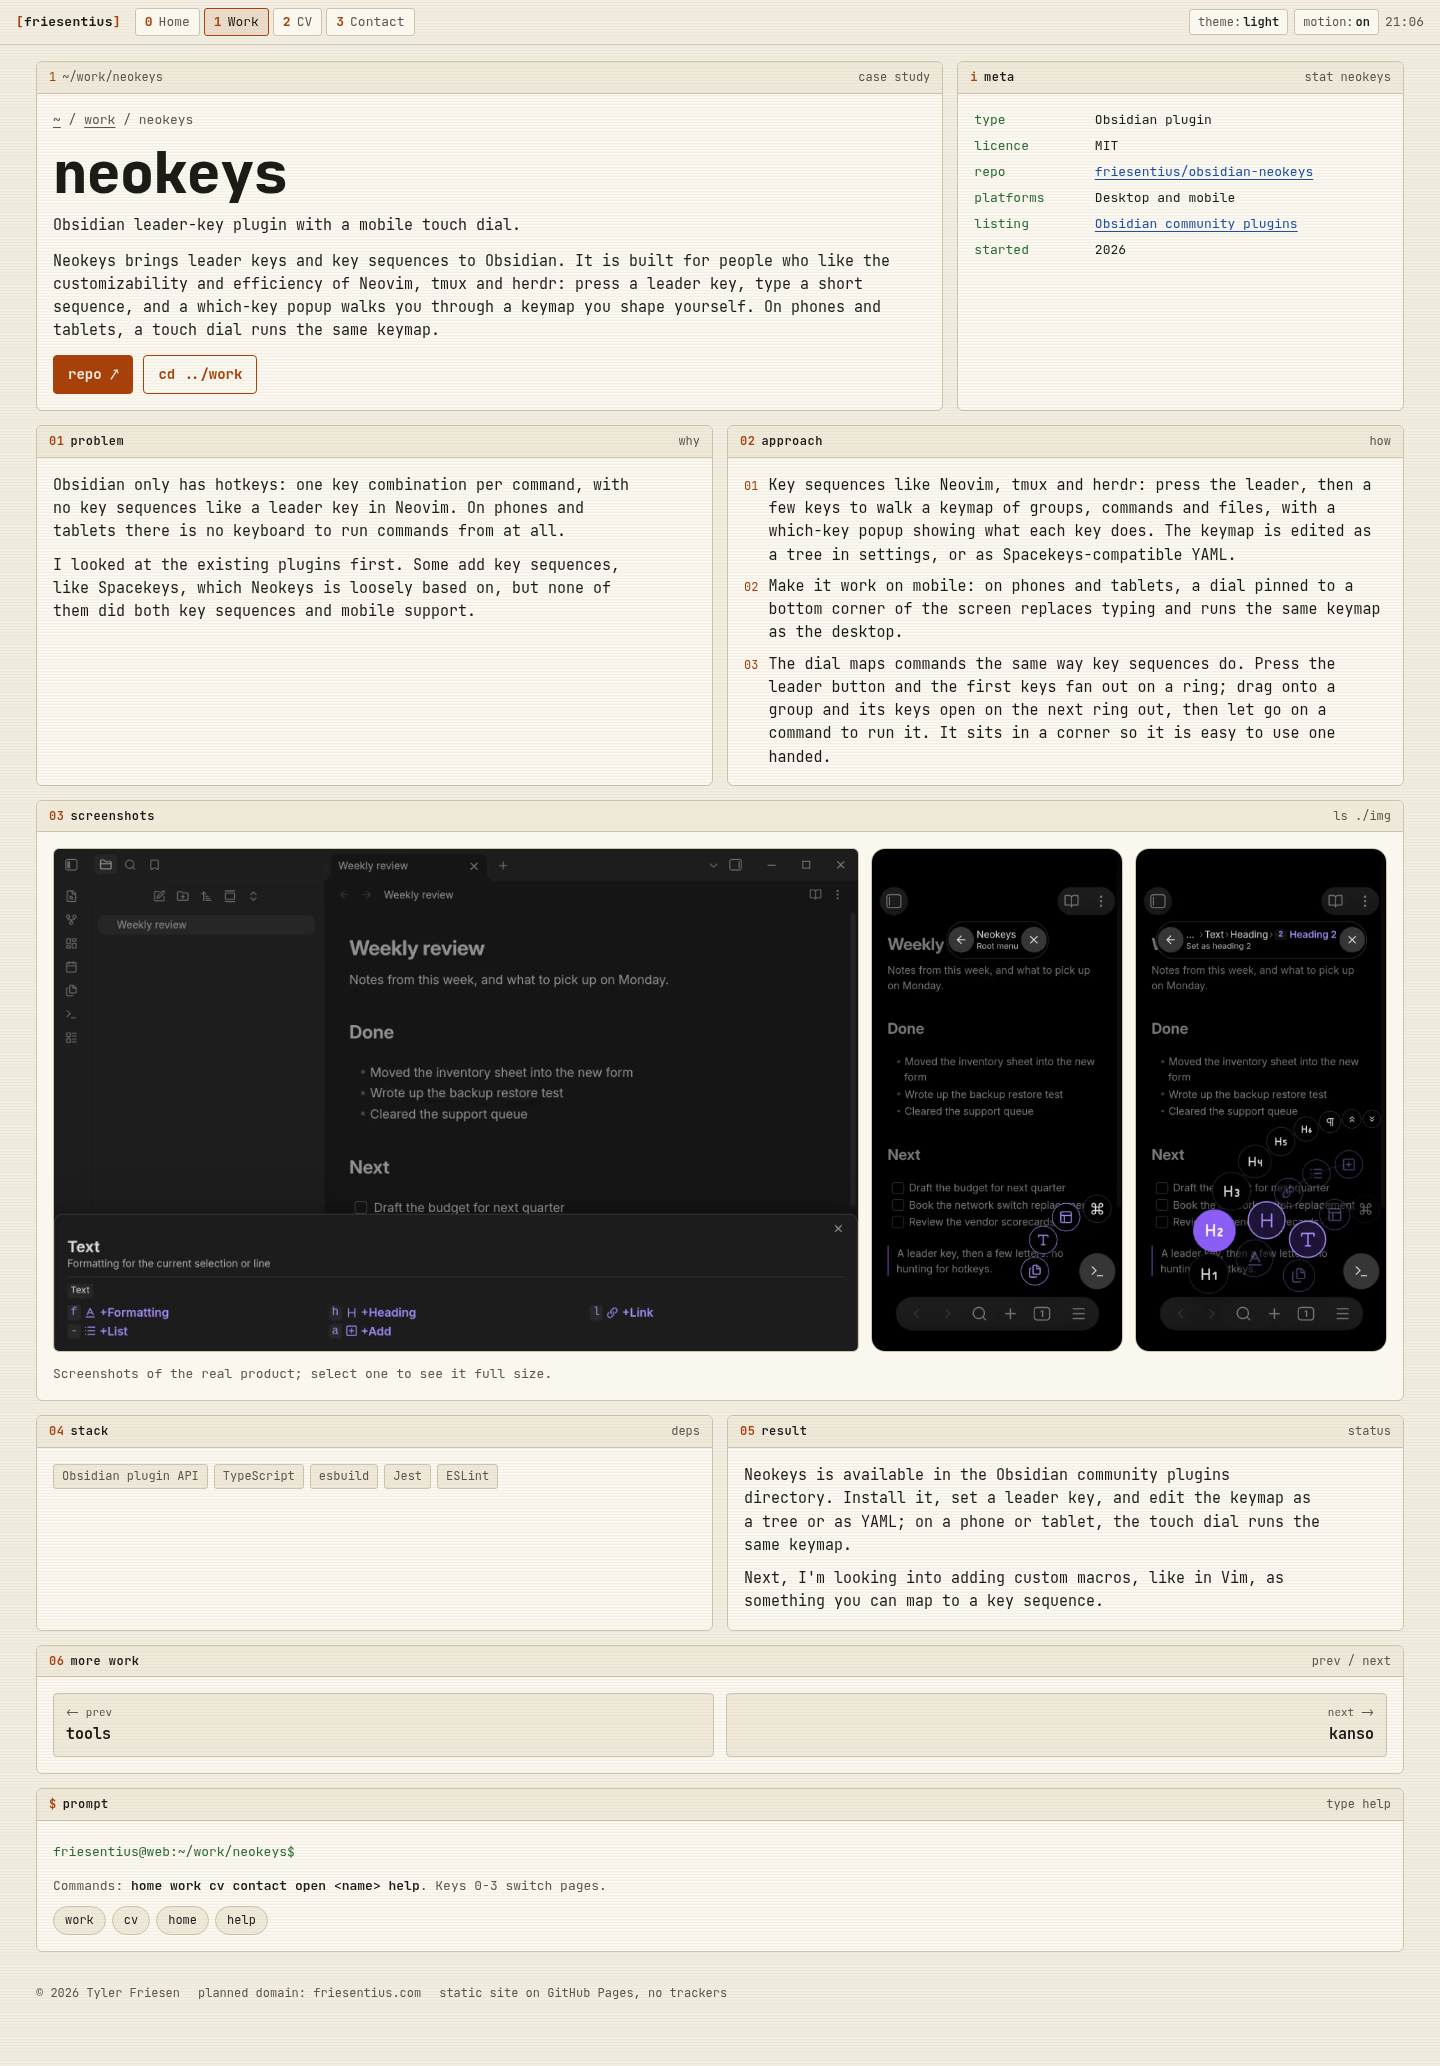 [friesentius] 0 Home 1 Work 2 CV 3 Contact theme: light motion: on 21:06
1 ~/work/neokeys case study
~ / work / neokeys
neokeys
Obsidian leader-key plugin with a mobile touch dial.
Neokeys brings leader keys and key sequences to Obsidian. It is built for people who like the
customizability and efficiency of Neovim, tmux and herdr: press a leader key, type a short
sequence, and a which-key popup walks you through a keymap you shape yourself. On phones and
tablets, a touch dial runs the same keymap.
repo ↗ cd ../work
i meta stat neokeys
type Obsidian plugin
licence MIT
repo friesentius/obsidian-neokeys
platforms Desktop and mobile
listing Obsidian community plugins
started 2026
01 problem why
Obsidian only has hotkeys: one key combination per command, with
no key sequences like a leader key in Neovim. On phones and
tablets there is no keyboard to run commands from at all.
I looked at the existing plugins first. Some add key sequences,
like Spacekeys, which Neokeys is loosely based on, but none of
them did both key sequences and mobile support.
02 approach how
01 Key sequences like Neovim, tmux and herdr: press the leader, then a
few keys to walk a keymap of groups, commands and files, with a
which-key popup showing what each key does. The keymap is edited as
a tree in settings, or as Spacekeys-compatible YAML.
02 Make it work on mobile: on phones and tablets, a dial pinned to a
bottom corner of the screen replaces typing and runs the same keymap
as the desktop.
03 The dial maps commands the same way key sequences do. Press the
leader button and the first keys fan out on a ring; drag onto a
group and its keys open on the next ring out, then let go on a
command to run it. It sits in a corner so it is easy to use one
handed.
03 screenshots ls ./img
Weekly review
Weekly review
Weekly review
Weekly review
Notes from this week, and what to pick up on Monday.
Done
• Moved the inventory sheet into the new form
• Wrote up the backup restore test
• Cleared the support queue
Next
Draft the budget for next quarter
Text
Formatting for the current selection or line
Text
f +Formatting h +Heading l +Link
- +List a +Add
Neokeys
Root menu
Weekly
Notes from this week, and what to pick up
on Monday.
Done
• Moved the inventory sheet into the new
form
• Wrote up the backup restore test
• Cleared the support queue
Next
Draft the budget for next quarter
Book the network switch replacement
Review the vendor scorecards
T
A leader key, then a few letters, no
hunting for hotkeys.
1
... › Text › Heading › 2 Heading 2
Set as heading 2
Notes from this week, and what to pick up
on Monday.
Done
• Moved the inventory sheet into the new
form
• Wrote up the backup restore test
• Cleared the support queue
H6
H5
H4
Next
H3
H2 H T
A
H1
1
Screenshots of the real product; select one to see it full size.
04 stack deps
Obsidian plugin API TypeScript esbuild Jest ESLint
05 result status
Neokeys is available in the Obsidian community plugins
directory. Install it, set a leader key, and edit the keymap as
a tree or as YAML; on a phone or tablet, the touch dial runs the
same keymap.
Next, I'm looking into adding custom macros, like in Vim, as
something you can map to a key sequence.
06 more work prev / next
← prev
tools
next →
kanso
$ prompt type help
friesentius@web:~/work/neokeys$
Commands: home work cv contact open <name> help. Keys 0-3 switch pages.
work cv home help
© 2026 Tyler Friesen planned domain: friesentius.com static site on GitHub Pages, no trackers